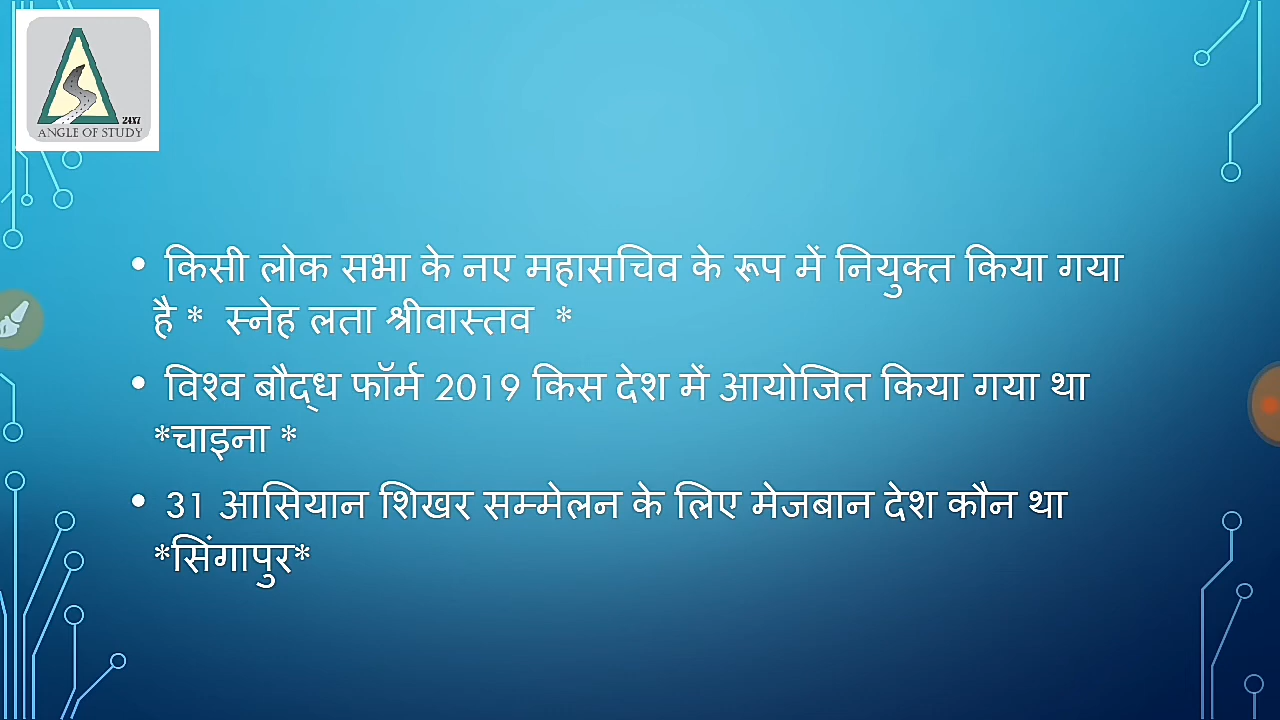 24X7
ANGLE OF STUDY
• किसी लोक सभा के नए महासचिव के रूप में नियुक्त किया गया
है * स्नेह लता श्रीवास्तव *
• विश्व बौद्ध फॉर्म 2019 किस देश में आयोजित किया गया था
*चाइना *
• 31 आसियान शिखर सम्मेलन के लिए मेजबान देश कौन था
*सिंगापुर*